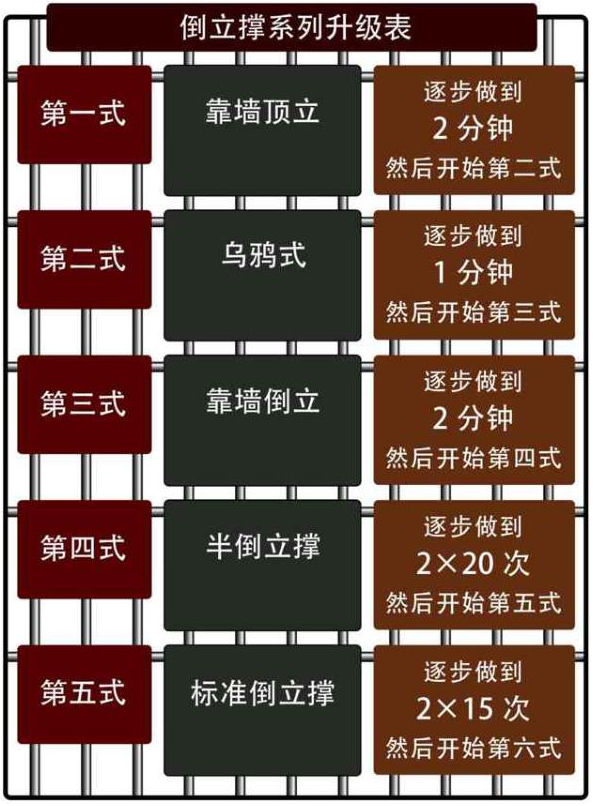 倒立撑系列升级表
第一式
靠墙顶立
逐步做到
2 分钟
然后开始第二式
第二式
乌鸦式
逐步做到
1 分钟
然后开始第三式
第三式
靠墙倒立
逐步做到
2 分钟
然后开始第四式
第四式
半倒立撑
逐步做到
2×20 次
然后开始第五式
第五式
标准倒立撑
逐步做到
2×15 次
然后开始第六式